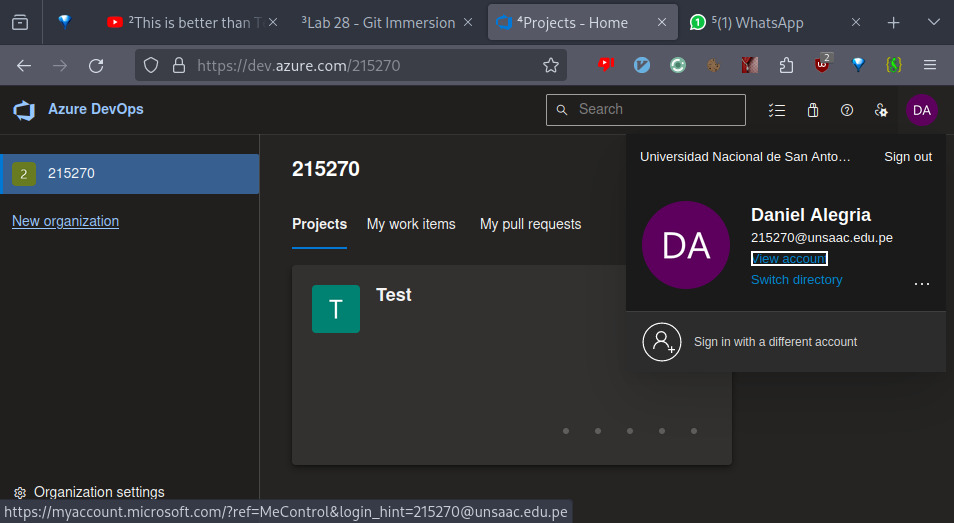 ²This is better than T
³Lab 28 - Git Immersion
⁴Projects - Home
⁵(1) WhatsApp
https://dev.azure.com/215270
2
Azure DevOps
Search
DA
2 215270
New organization
215270
Projects My work items My pull requests
T Test
Universidad Nacional de San Anto... Sign out
DA
Daniel Alegria
215270@unsaac.edu.pe
View account
Switch directory
...
Sign in with a different account
Organization settings
https://myaccount.microsoft.com/?ref=MeControl&login_hint=215270@unsaac.edu.pe